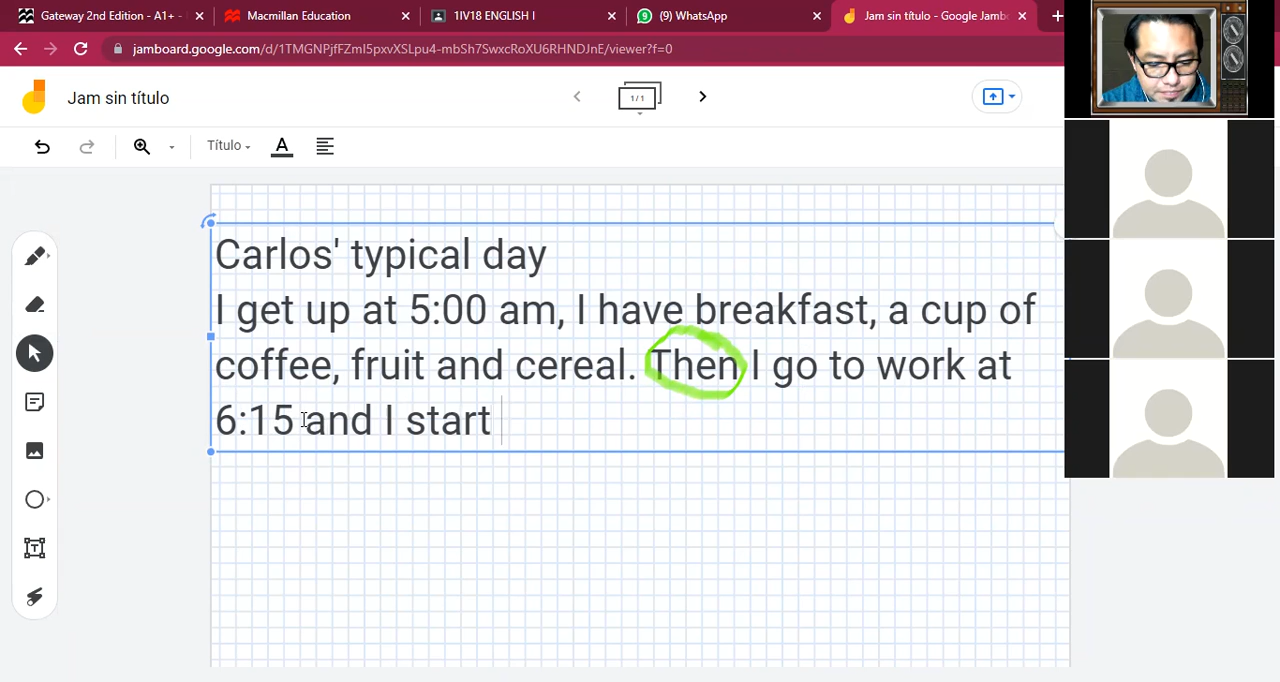 Gateway 2nd Edition - A1+ -
Macmillan Education
1IV18 ENGLISH I
(9) WhatsApp
Jam sin título - Google Jamb
jamboard.google.com/d/1TMGNPjfFZmI5pxvXSLpu4-mbSh7SwxcRoXU6RHNDJnE/viewer?f=0
Jam sin título
1/1
Título
Carlos' typical day
I get up at 5:00 am, I have breakfast, a cup of
coffee, fruit and cereal. Then I go to work at
6:15 and I start